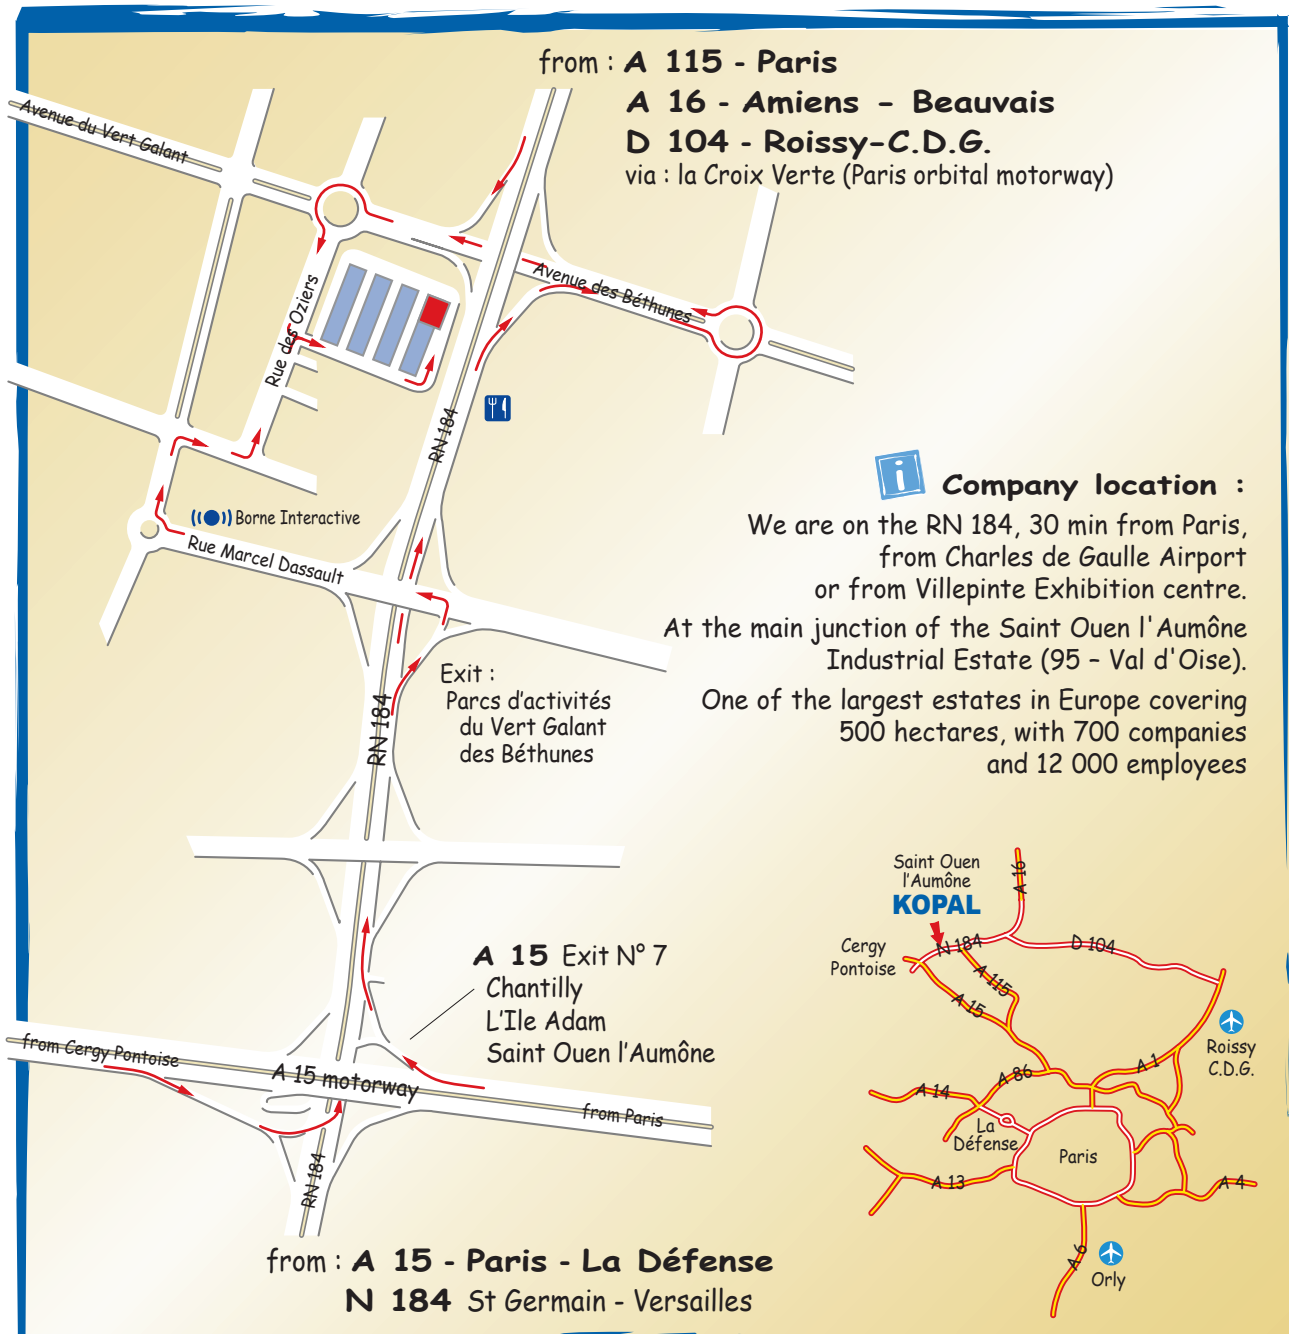 from : A 115 - Paris
A 16 - Amiens - Beauvais
D 104 - Roissy-C.D.G.
via : la Croix Verte (Paris orbital motorway)
Avenue du Vert Galant
Rue des Oziers
Avenue des Béthunes
RN 184
Borne Interactive
Rue Marcel Dassault
i Company location :
We are on the RN 184, 30 min from Paris,
from Charles de Gaulle Airport
or from Villepinte Exhibition centre.
At the main junction of the Saint Ouen l'Aumône
Industrial Estate (95 - Val d'Oise).
One of the largest estates in Europe covering
500 hectares, with 700 companies
and 12 000 employees
Exit :
Parcs d'activités
du Vert Galant
des Béthunes
RN 184
A 15 Exit N° 7
Chantilly
L'Ile Adam
Saint Ouen l'Aumône
from Cergy Pontoise
A 15 motorway
from Paris
RN 184
from : A 15 - Paris - La Défense
N 184 St Germain - Versailles
Saint Ouen
l'Aumône
KOPAL
A 16
Cergy
Pontoise
N 184
D 104
A 115
A 15
Roissy
C.D.G.
A 1
A 86
A 14
La
Défense
Paris
A 13
A 4
A 6
Orly